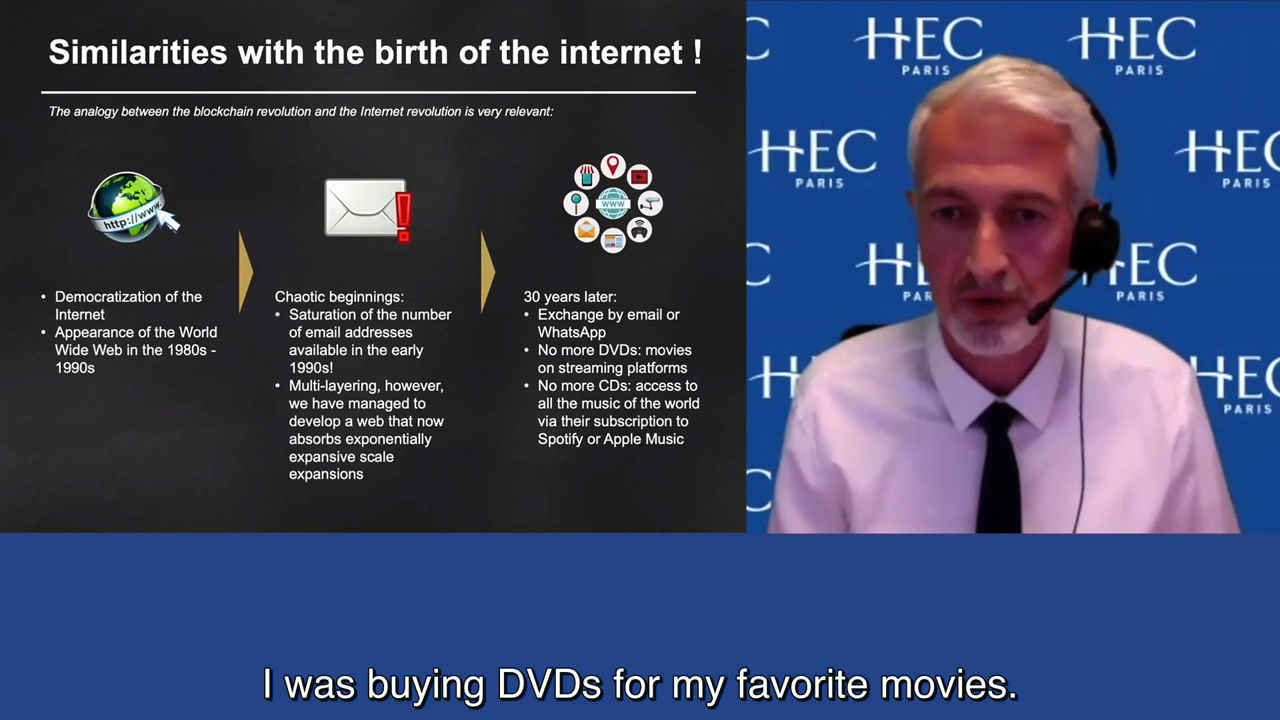 Similarities with the birth of the internet !
The analogy between the blockchain revolution and the Internet revolution is very relevant:
http://www.
WWW
• Democratization of the
Internet
• Appearance of the World
Wide Web in the 1980s -
1990s
Chaotic beginnings:
• Saturation of the number
of email addresses
available in the early
1990s!
• Multi-layering, however,
we have managed to
develop a web that now
absorbs exponentially
expansive scale
expansions
30 years later:
• Exchange by email or
WhatsApp
• No more DVDs: movies
on streaming platforms
• No more CDs: access to
all the music of the world
via their subscription to
Spotify or Apple Music
HEC
PARIS
HEC
PARIS
HEC
PARIS
HEC
PARIS
HEC
PARIS
I was buying DVDs for my favorite movies.